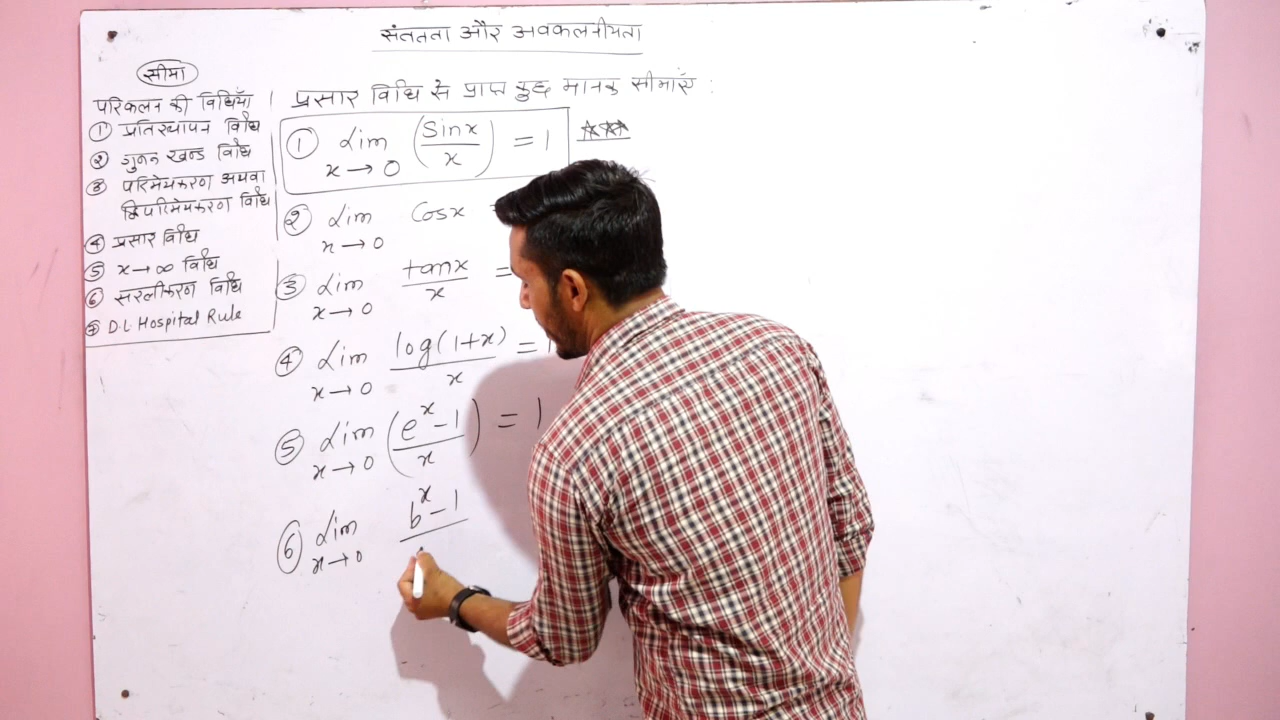 संततता और अवकलनीयता
सीमा
परिकलन की विधियाँ
① प्रतिस्थापन विधि
② गुणन खण्ड विधि
③ परिमेयकरण अथवा
द्विपरिमेयकरण विधि
④ प्रसार विधि
⑤ x→∞ विधि
⑥ सरलीकरण विधि
⑦ D.L Hospital Rule
प्रसार विधि से प्राप्त कुछ मानक सीमाएँ :
① Lim x→0 (Sinx/x) = 1
② Lim x→0 Cosx
③ Lim x→0 tanx/x =
④ Lim x→0 log(1+x)/x = 1
⑤ Lim x→0 (e^x-1/x) = 1
⑥ Lim x→0 b^x-1